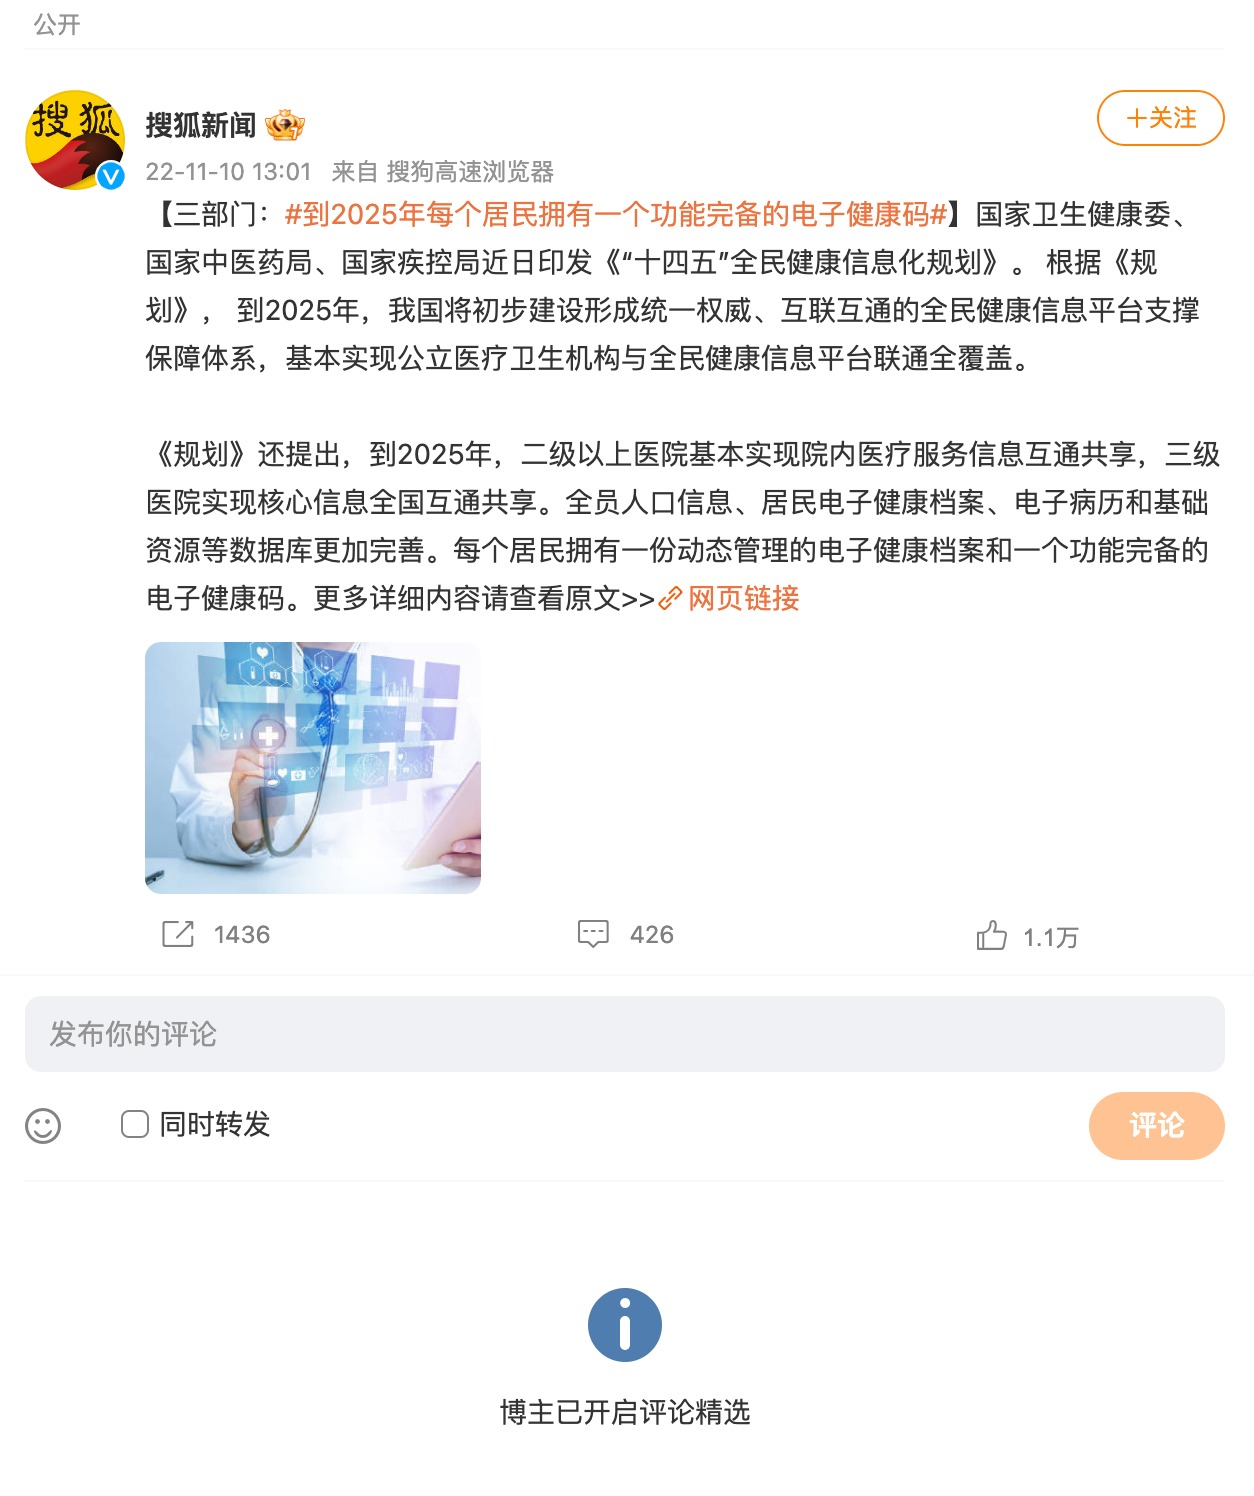 公开
搜狐
搜狐新闻
+关注
22-11-10 13:01 来自 搜狗高速浏览器
【三部门：#到2025年每个居民拥有一个功能完备的电子健康码#】国家卫生健康委、
国家中医药局、国家疾控局近日印发《“十四五”全民健康信息化规划》。 根据《规
划》， 到2025年，我国将初步建设形成统一权威、互联互通的全民健康信息平台支撑
保障体系，基本实现公立医疗卫生机构与全民健康信息平台联通全覆盖。
《规划》还提出，到2025年，二级以上医院基本实现院内医疗服务信息互通共享，三级
医院实现核心信息全国互通共享。全员人口信息、居民电子健康档案、电子病历和基础
资源等数据库更加完善。每个居民拥有一份动态管理的电子健康档案和一个功能完备的
电子健康码。更多详细内容请查看原文>>网页链接
1436
426
1.1万
发布你的评论
同时转发
评论
博主已开启评论精选